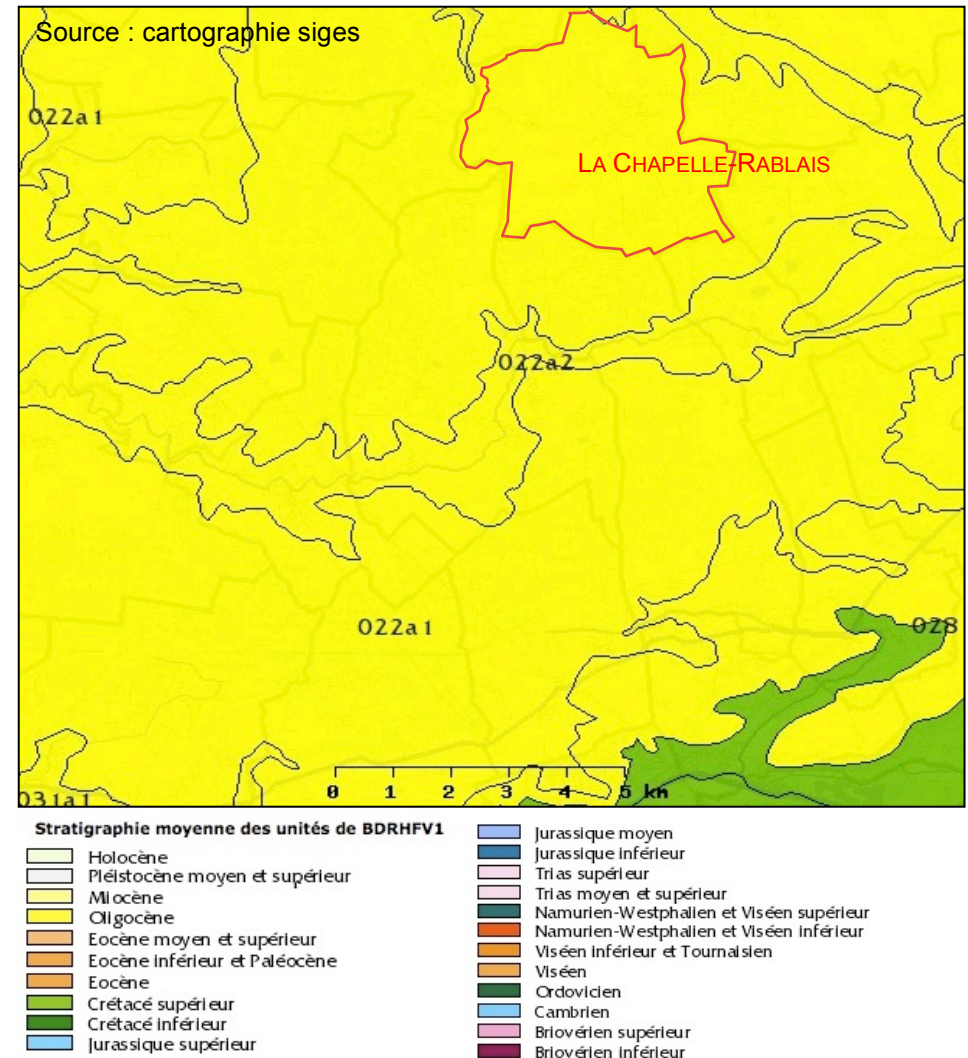 Source : cartographie siges
022a1
LA CHAPELLE-RABLAIS
022a2
022a1
028
031a1
0 1 2 3 4 5 km
Stratigraphie moyenne des unités de BDRHFV1
Holocène
Pléistocène moyen et supérieur
Miocène
Oligocène
Eocène moyen et supérieur
Eocène inférieur et Paléocène
Eocène
Crétacé supérieur
Crétacé inférieur
Jurassique supérieur
Jurassique moyen
Jurassique inférieur
Trias supérieur
Trias moyen et supérieur
Namurien-Westphalien et Viséen supérieur
Namurien-Westphalien et Viséen inférieur
Viséen inférieur et Tournaisien
Viséen
Ordovicien
Cambrien
Briovérien supérieur
Briovérien inférieur